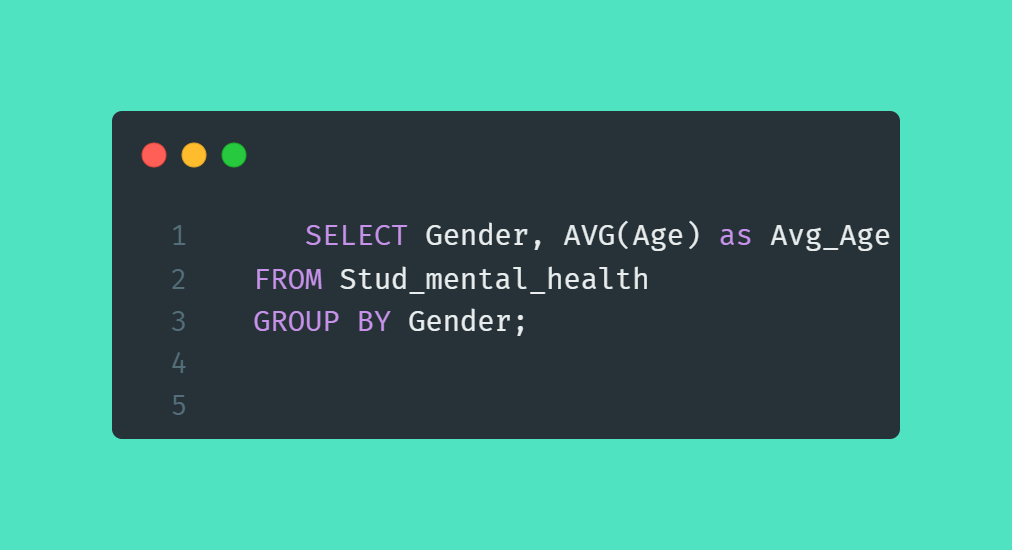 1 SELECT Gender, AVG(Age) as Avg_Age
2 FROM Stud_mental_health
3 GROUP BY Gender;
4
5